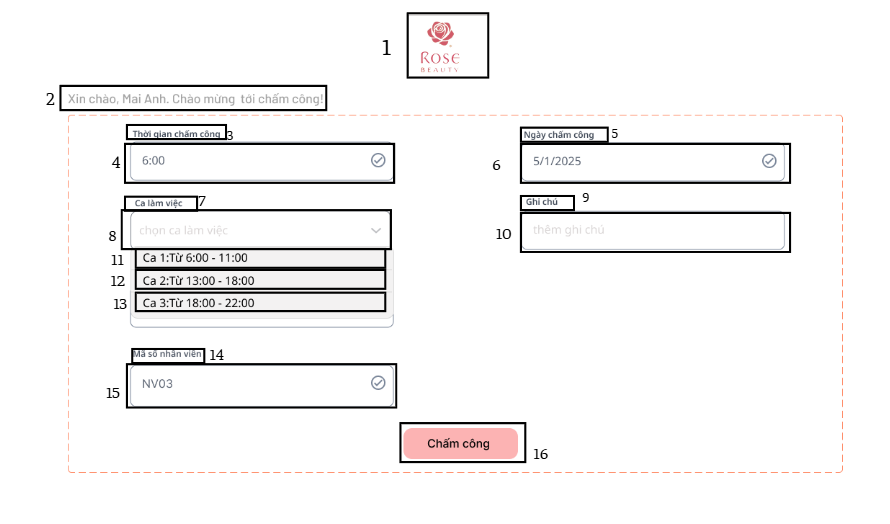 1
ROSE
BEAUTY
2 Xin chào, Mai Anh. Chào mừng tới chấm công!
Thời gian chấm công 3
4 6:00
Ngày chấm công 5
6 5/1/2025
Ca làm việc 7
8 chọn ca làm việc
Ghi chú 9
10 thêm ghi chú
11 Ca 1:Từ 6:00 - 11:00
12 Ca 2:Từ 13:00 - 18:00
13 Ca 3:Từ 18:00 - 22:00
Mã số nhân viên 14
15 NV03
Chấm công 16